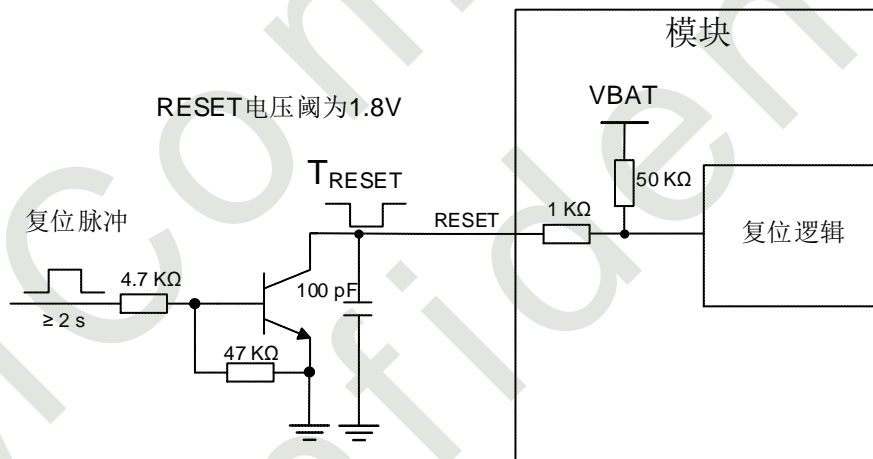 模块
RESET电压阈为1.8V
VBAT
TRESET
50 KΩ
复位脉冲
RESET
1 KΩ
复位逻辑
4.7 KΩ
100 pF
≥ 2 s
47 KΩ